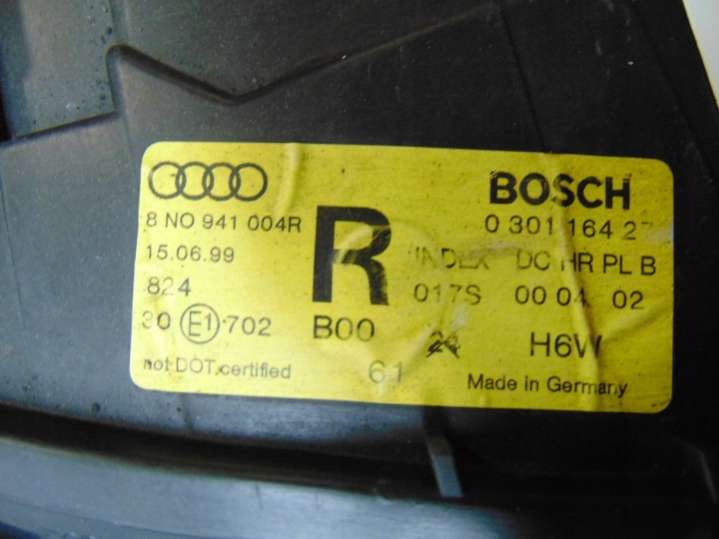 BOSCH
8 NO 941 004R
0 301 164 27
R
15.06.99
INDEX DC HR PL B
824
017S 00 04 02
30 E1 702 B00 24 H6W
not DOT certified
61
Made in Germany